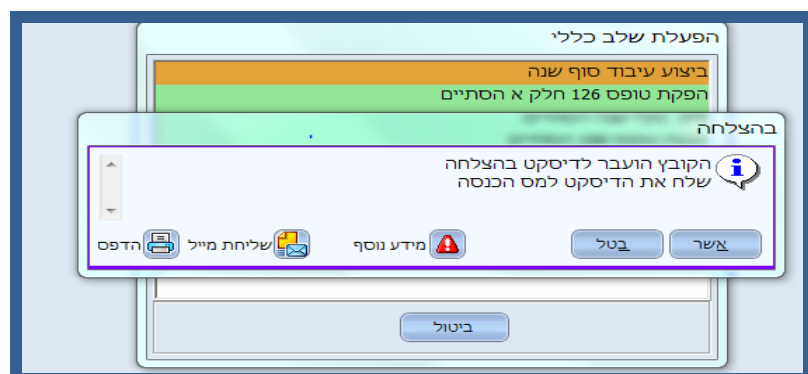 הפעלת שלב כללי
ביצוע עיבוד סוף שנה
הפקת טופס 126 חלק א הסתיים
בהצלחה
הקובץ הועבר לדיסקט בהצלחה
שלח את הדיסקט למס הכנסה
אשר
בטל
מידע נוסף
שליחת מייל
הדפס
ביטול